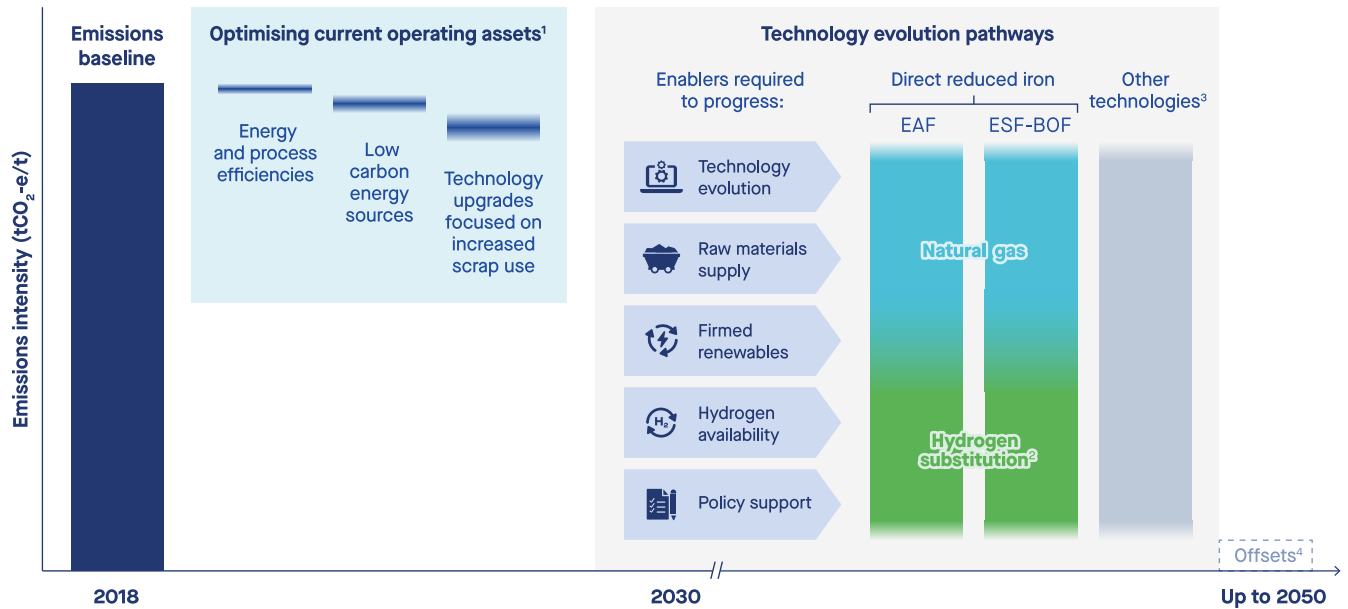 Emissions
baseline
Optimising current operating assets¹
Technology evolution pathways
Enablers required
to progress:
Direct reduced iron
Other
technologies³
EAF
ESF-BOF
Emissions intensity (tCO₂-e/t)
Energy
and process
efficiencies
Low
carbon
energy
sources
Technology
upgrades
focused on
increased
scrap use
Technology
evolution
Raw materials
supply
Firmed
renewables
H₂
Hydrogen
availability
Policy support
Natural gas
Hydrogen
substitution²
Offsets⁴
2018
2030
Up to 2050